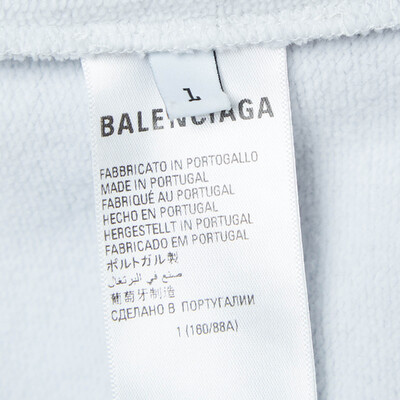 1
BALENCIAGA
FABBRICATO IN PORTOGALLO
MADE IN PORTUGAL
FABRIQUÉ AU PORTUGAL
HECHO EN PORTUGAL
HERGESTELLT IN PORTUGAL
FABRICADO EM PORTUGAL
ポルトガル製
صنع في البرتغال
葡萄牙制造
СДЕЛАНО В ПОРТУГАЛИИ
1 (160/88A)